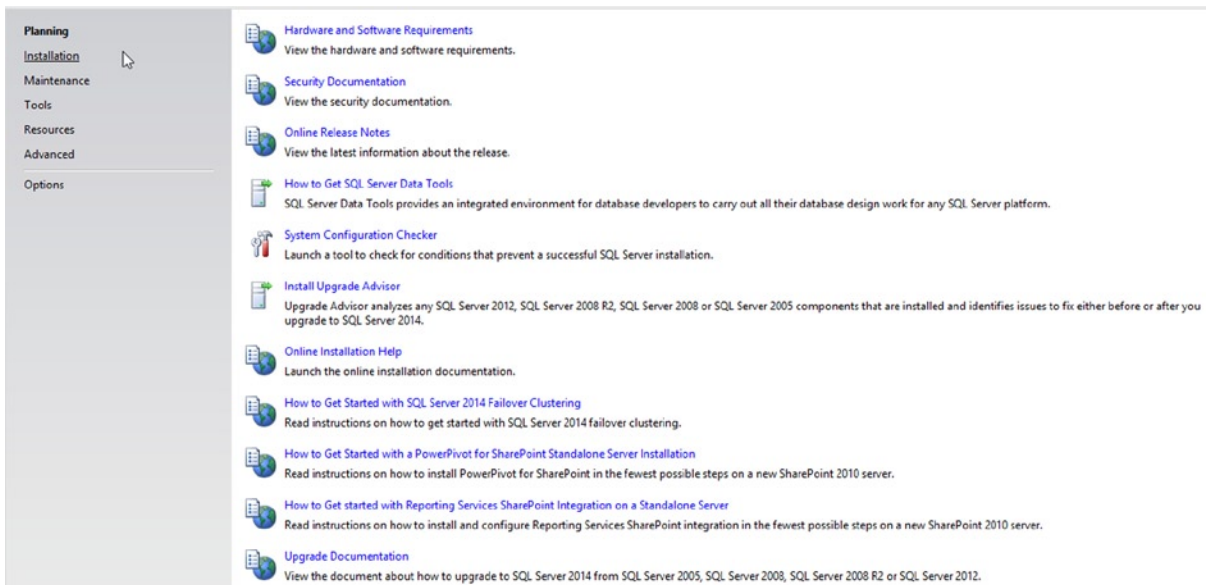 Planning
Installation
Maintenance
Tools
Resources
Advanced
Options
Hardware and Software Requirements
View the hardware and software requirements.
Security Documentation
View the security documentation.
Online Release Notes
View the latest information about the release.
How to Get SQL Server Data Tools
SQL Server Data Tools provides an integrated environment for database developers to carry out all their database design work for any SQL Server platform.
System Configuration Checker
Launch a tool to check for conditions that prevent a successful SQL Server installation.
Install Upgrade Advisor
Upgrade Advisor analyzes any SQL Server 2012, SQL Server 2008 R2, SQL Server 2008 or SQL Server 2005 components that are installed and identifies issues to fix either before or after you
upgrade to SQL Server 2014.
Online Installation Help
Launch the online installation documentation.
How to Get Started with SQL Server 2014 Failover Clustering
Read instructions on how to get started with SQL Server 2014 failover clustering.
How to Get Started with a PowerPivot for SharePoint Standalone Server Installation
Read instructions on how to install PowerPivot for SharePoint in the fewest possible steps on a new SharePoint 2010 server.
How to Get started with Reporting Services SharePoint Integration on a Standalone Server
Read instructions on how to install and configure Reporting Services SharePoint integration in the fewest possible steps on a new SharePoint 2010 server.
Upgrade Documentation
View the document about how to upgrade to SQL Server 2014 from SQL Server 2005, SQL Server 2008, SQL Server 2008 R2 or SQL Server 2012.